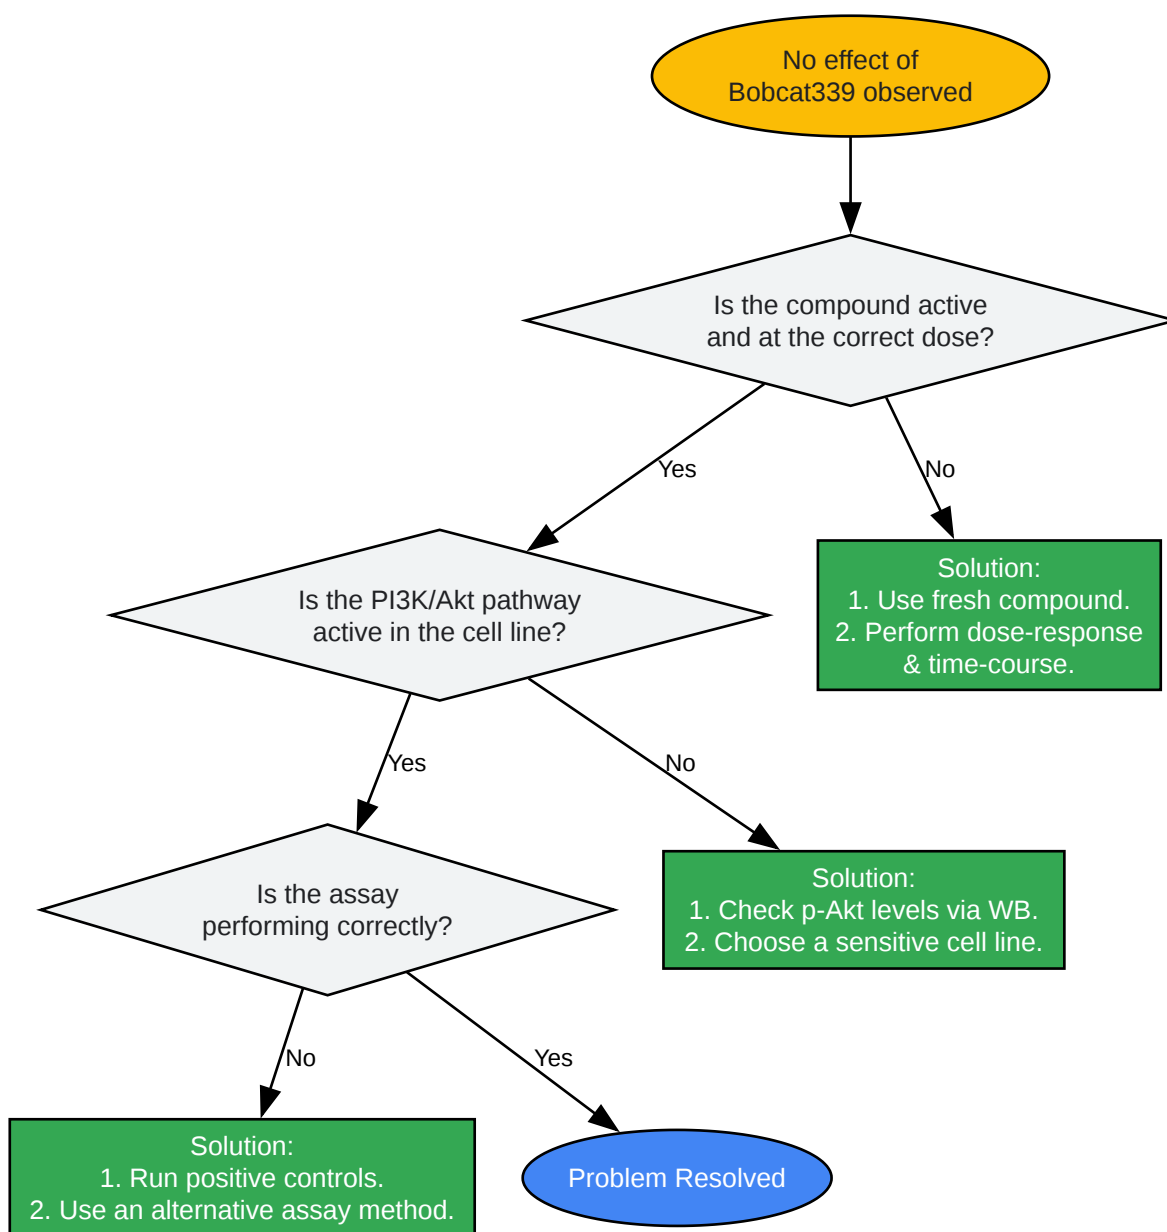 No effect of
Bobcat339 observed
Is the compound active
and at the correct dose?
Yes
No
Is the PI3K/Akt pathway
active in the cell line?
Solution:
1. Use fresh compound.
2. Perform dose-response
& time-course.
Yes
No
Is the assay
performing correctly?
Solution:
1. Check p-Akt levels via WB.
2. Choose a sensitive cell line.
No
Yes
Solution:
1. Run positive controls.
2. Use an alternative assay method.
Problem Resolved